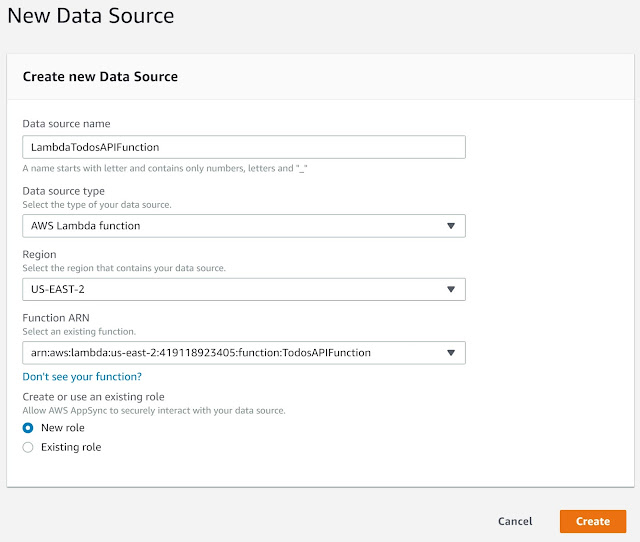 New Data Source
Create new Data Source
Data source name
LambdaTodosAPIFunction
A name starts with letter and contains only numbers, letters and "_"
Data source type
Select the type of your data source.
AWS Lambda function
Region
Select the region that contains your data source.
US-EAST-2
Function ARN
Select an existing function.
arn:aws:lambda:us-east-2:419118923405:function:TodosAPIFunction
Don't see your function?
Create or use an existing role
Allow AWS AppSync to securely interact with your data source.
New role
Existing role
Cancel
Create